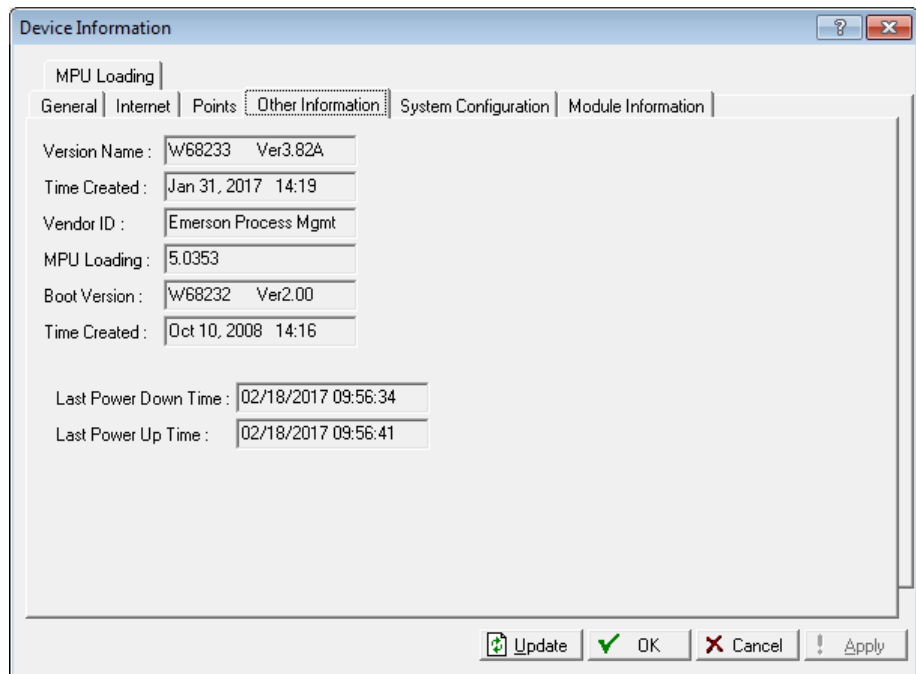 Device Information
MPU Loading
General Internet Points Other Information System Configuration Module Information
Version Name : W68233 Ver3.82A
Time Created : Jan 31, 2017 14:19
Vendor ID : Emerson Process Mgmt
MPU Loading : 5.0353
Boot Version : W68232 Ver2.00
Time Created : Oct 10, 2008 14:16
Last Power Down Time : 02/18/2017 09:56:34
Last Power Up Time : 02/18/2017 09:56:41
Update OK Cancel ! Apply